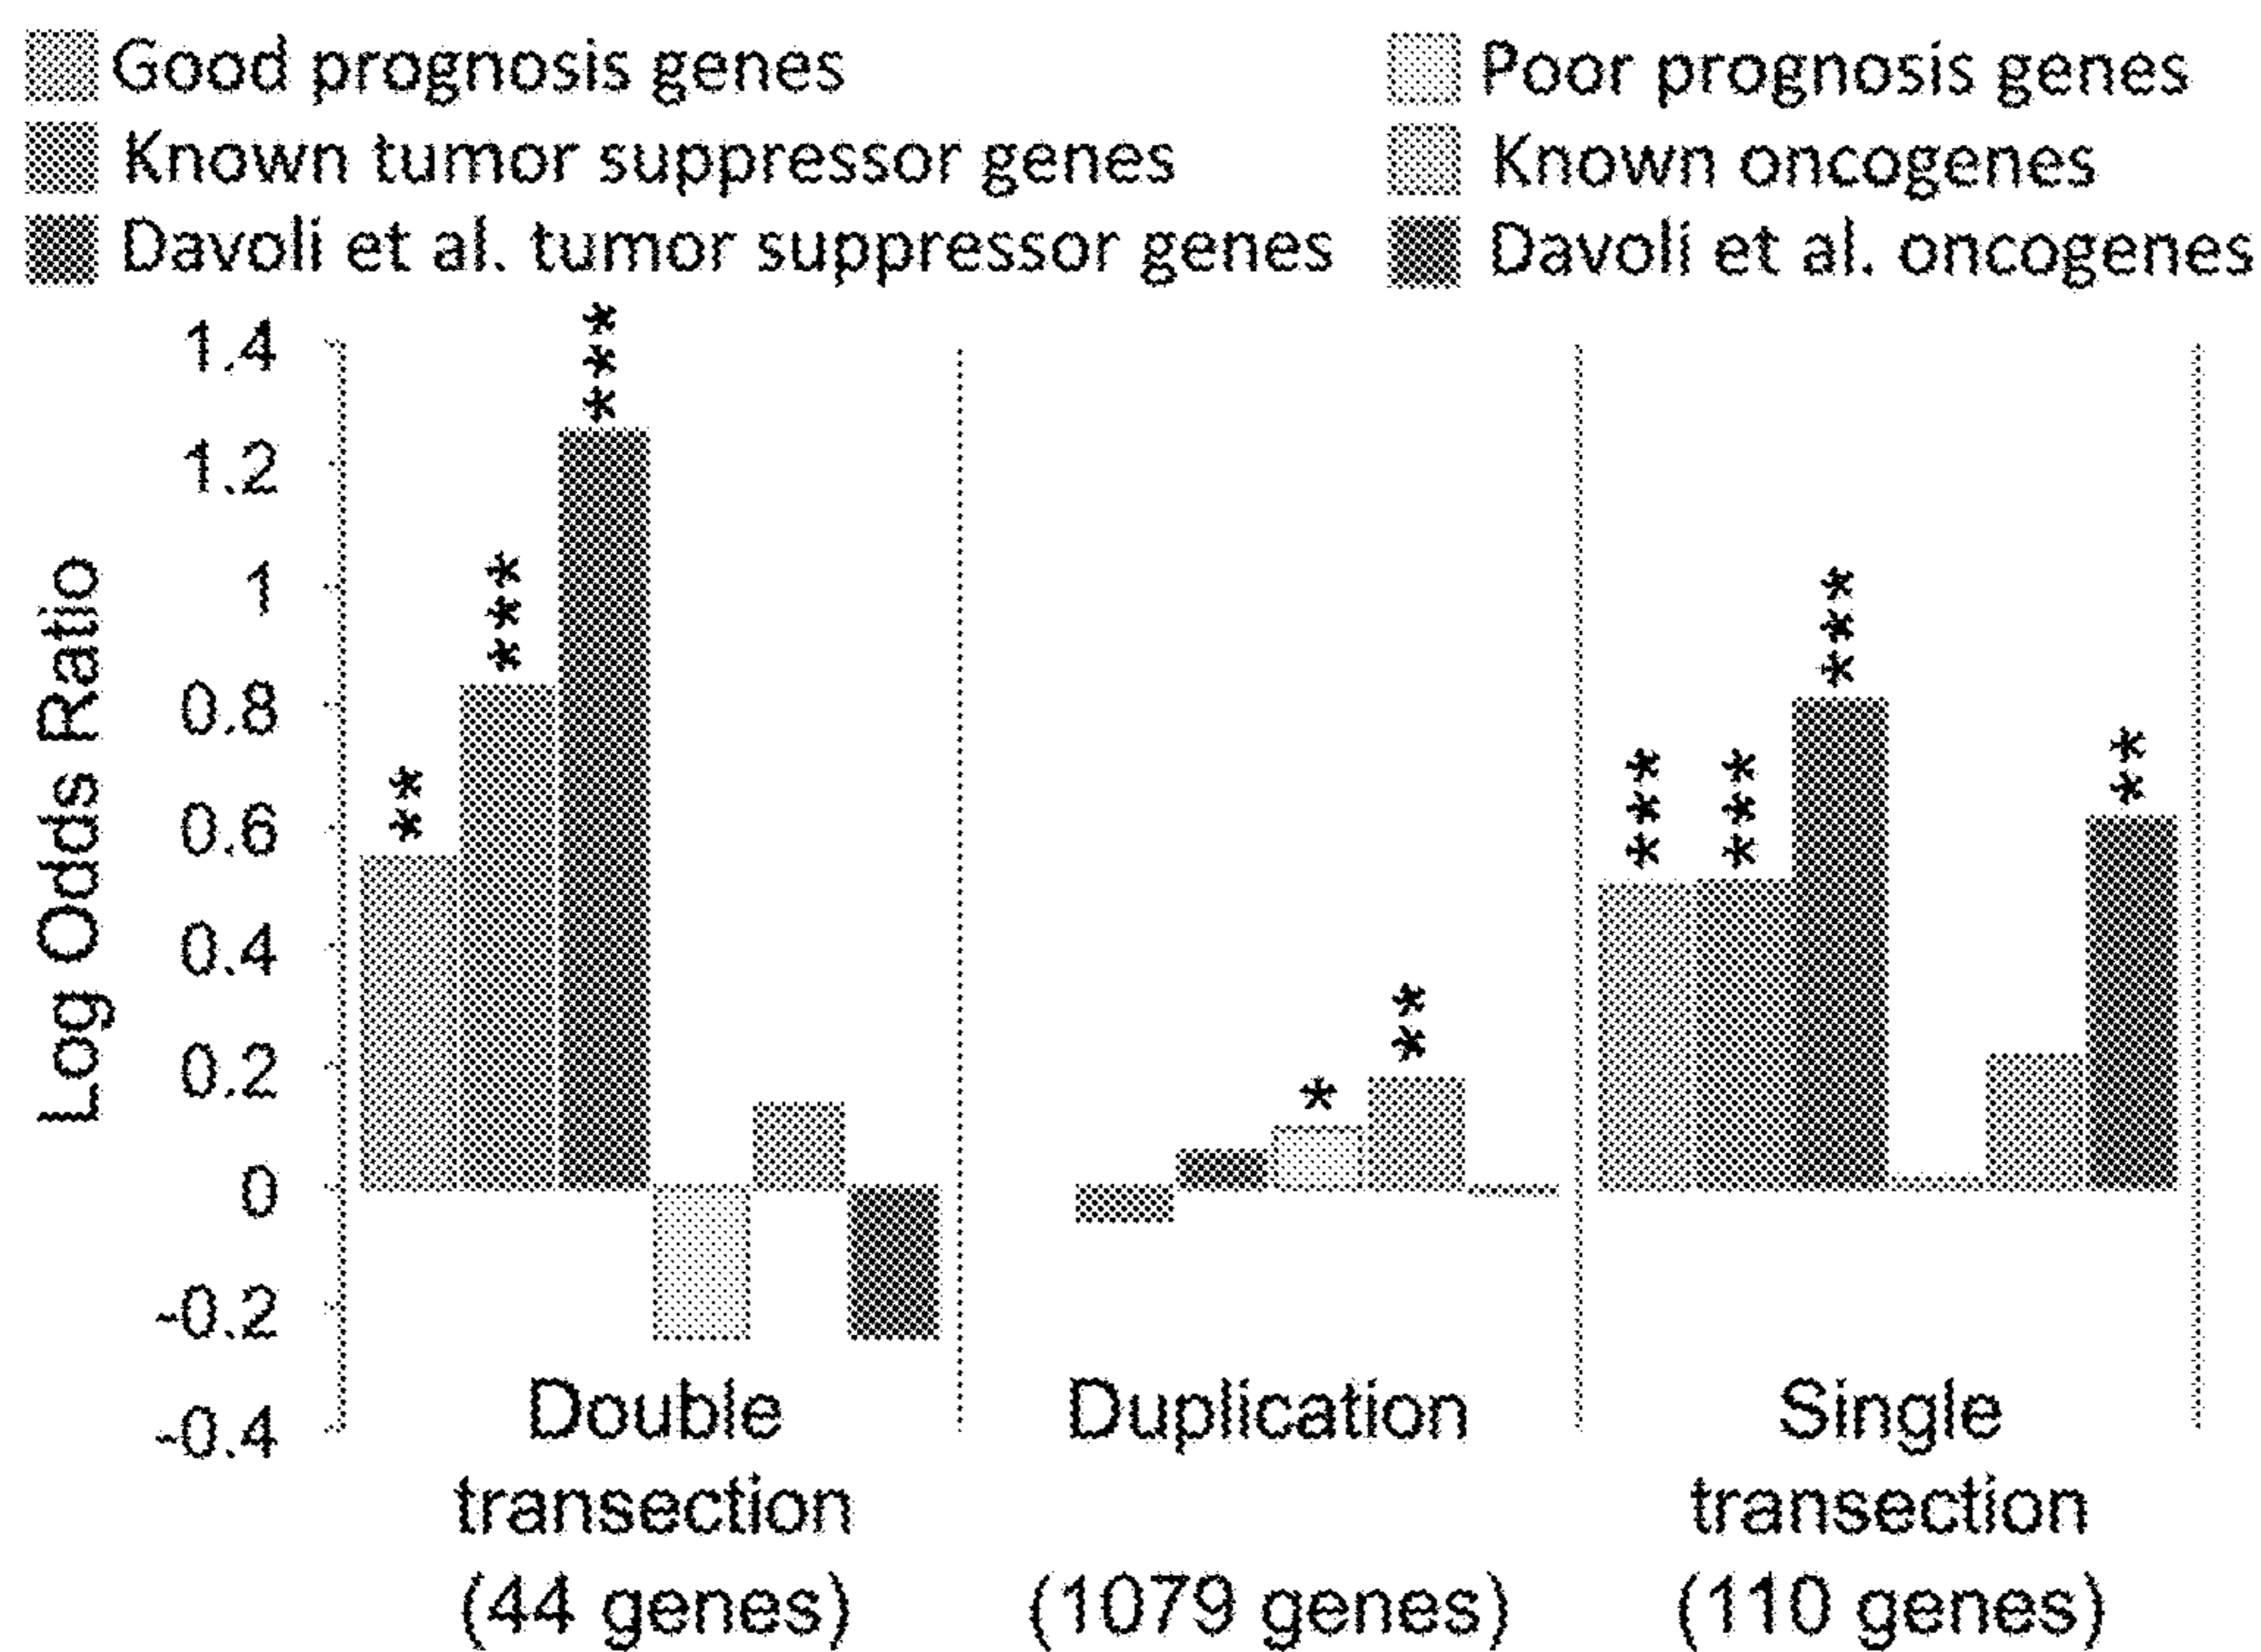 Good prognosis genes
Poor prognosis genes
Known tumor suppressor genes
Known oncogenes
Davoli et al. tumor suppressor genes
Davoli et al. oncogenes
Log Odds Ratio
1.4
1.2
1
0.8
0.6
0.4
0.2
0
-0.2
-0.4
**
***
***
*
**
***
***
***
**
Double
transection
(44 genes)
Duplication
(1079 genes)
Single
transection
(110 genes)